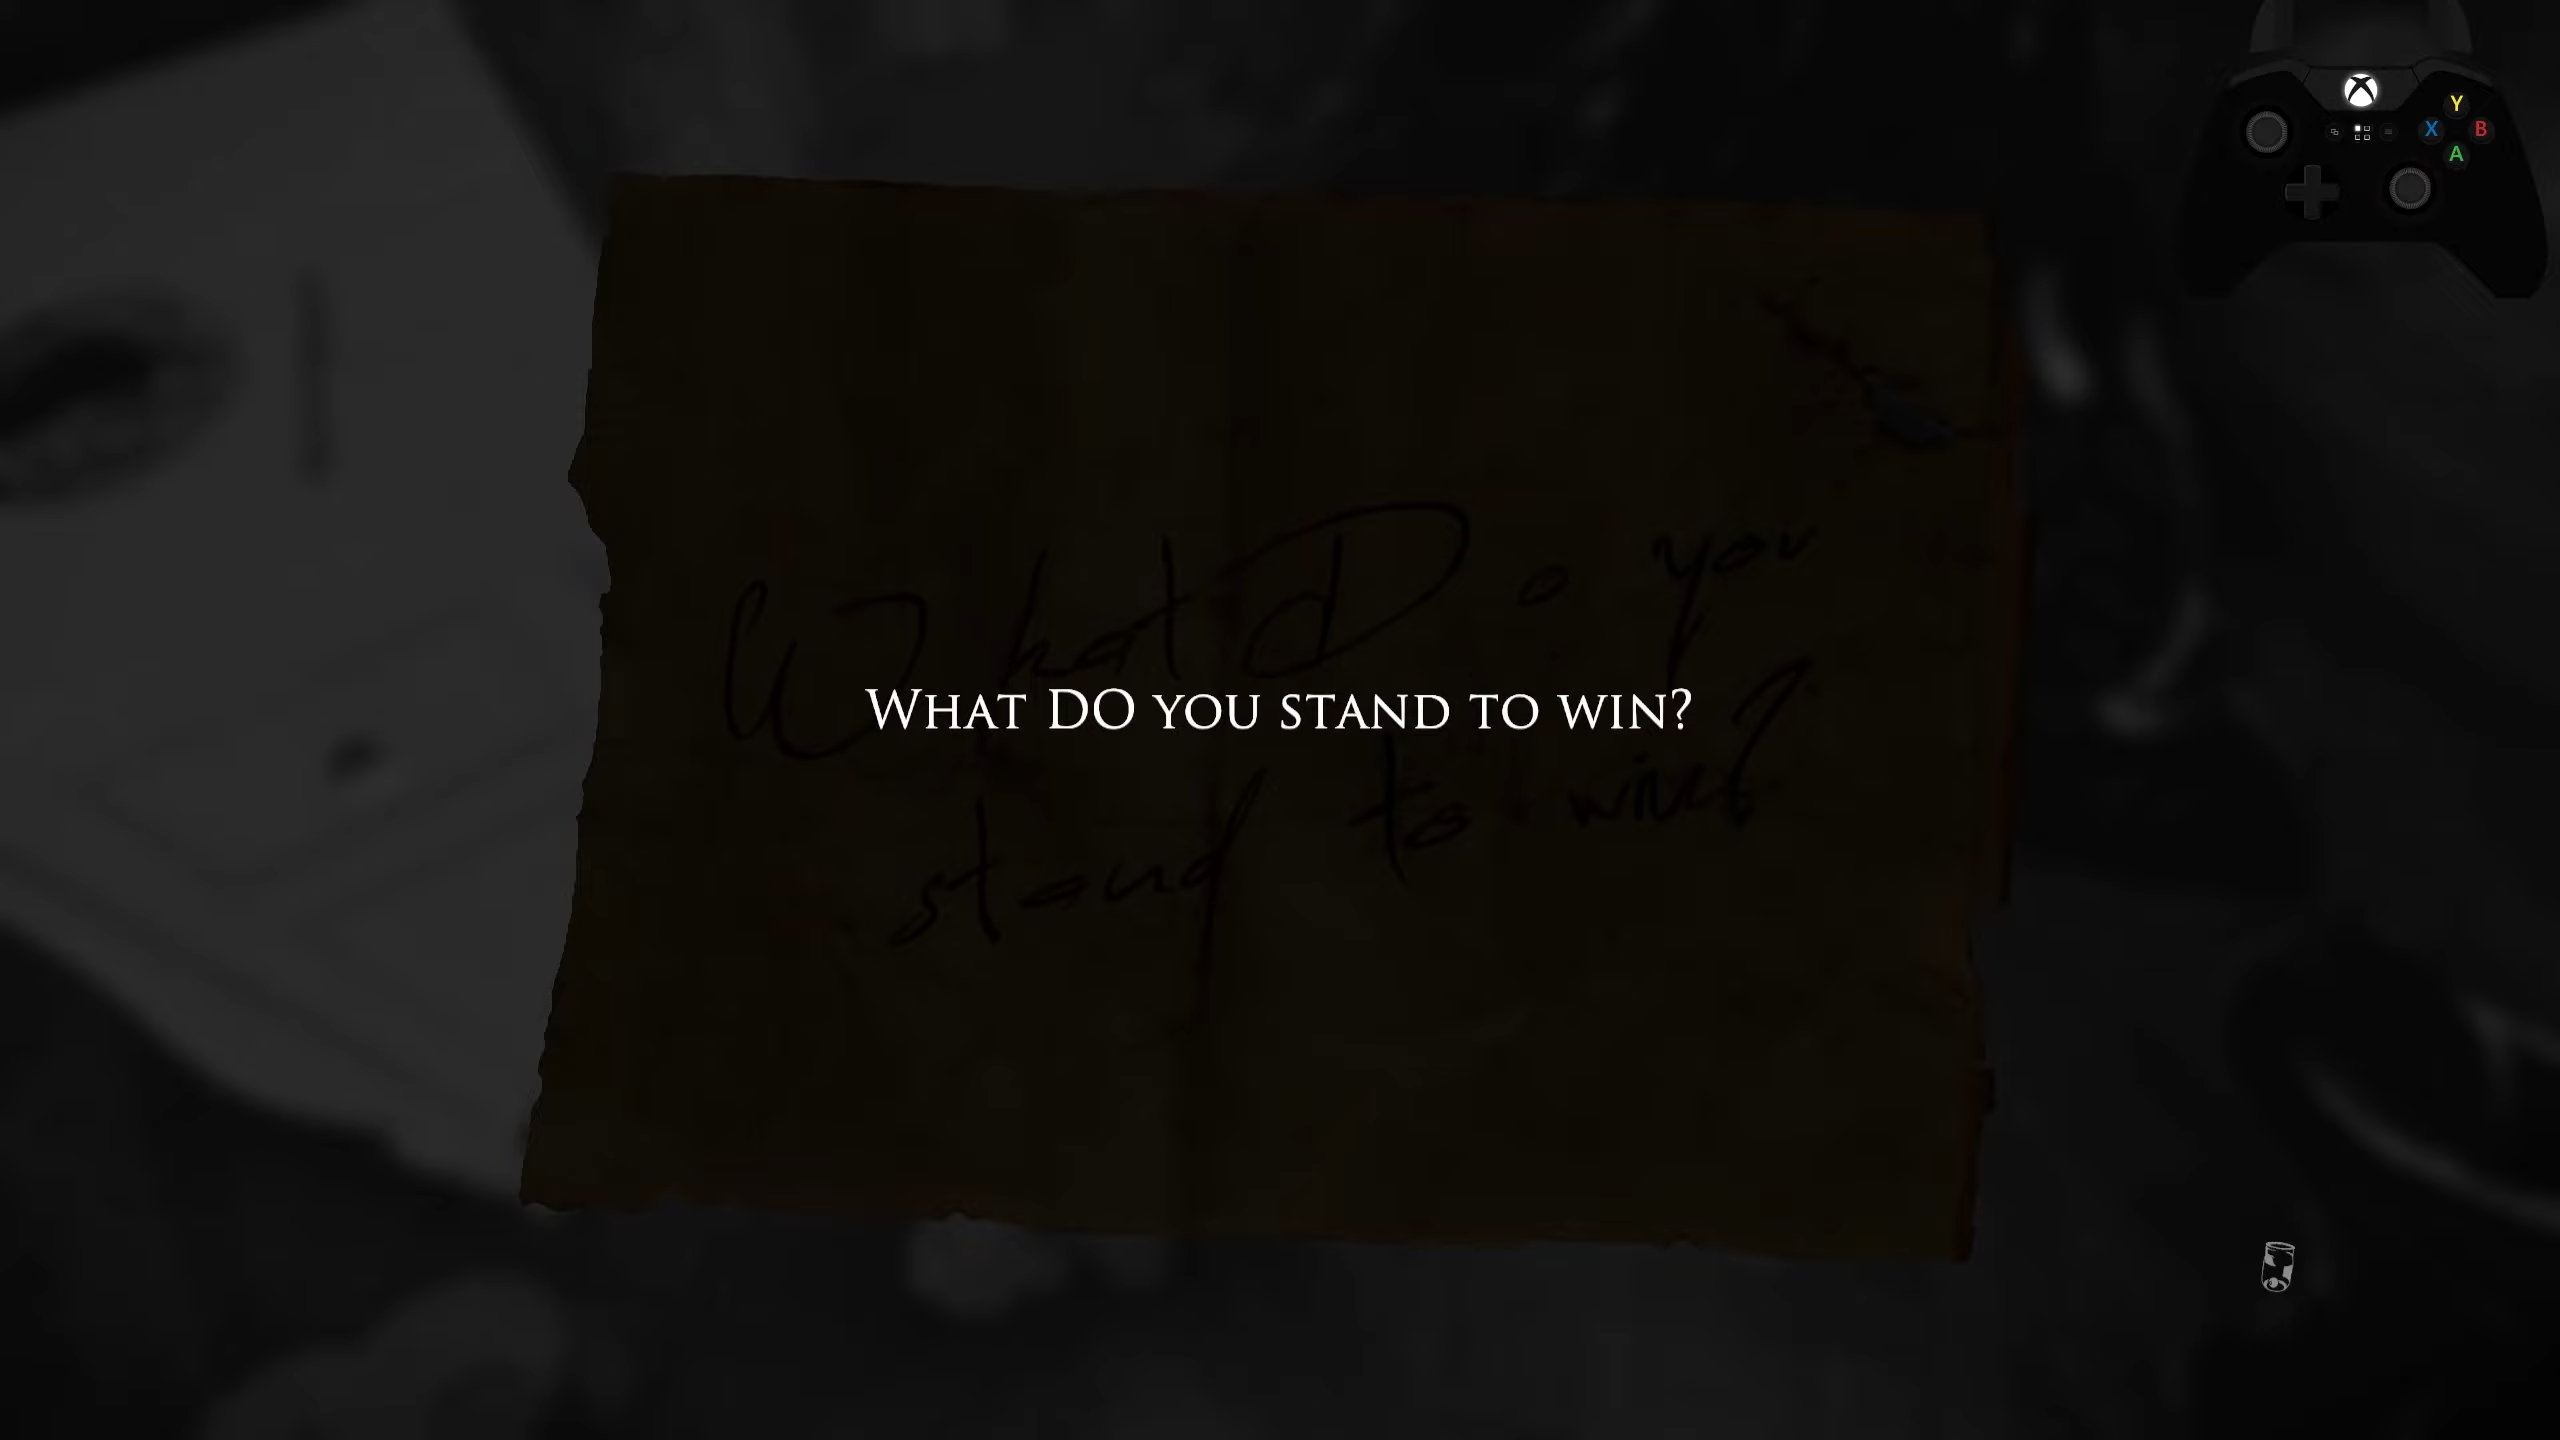 Y
X B
A
What Do you
WHAT DO YOU STAND TO WIN?
stand to win?